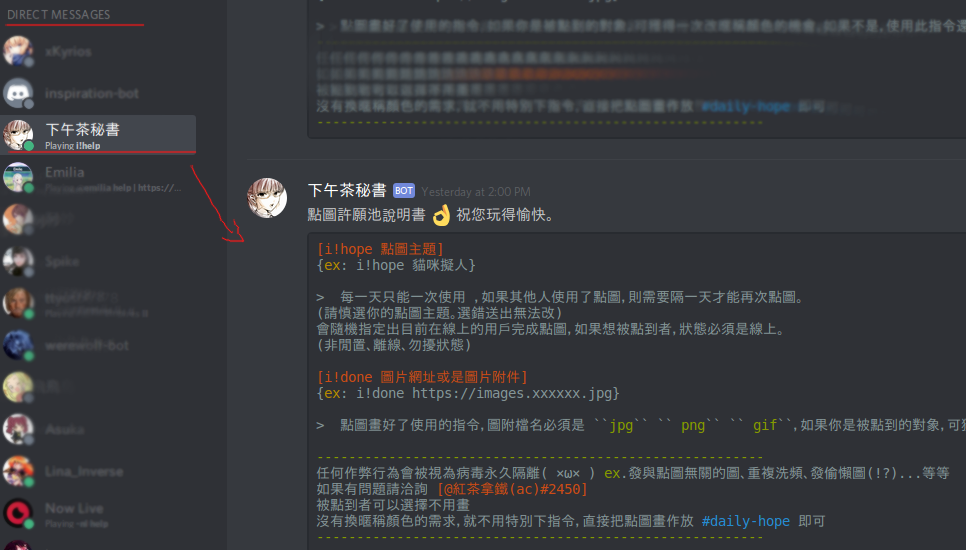 DIRECT MESSAGES
xKyrios
inspiration-bot
下午茶秘書
Playing i!help
Emilia
Spike
werewolf-bot
Asuka
Lina_Inverse
Now Live
> 點圖畫好了使用的指令,如果你是被點到的對象,可獲得一次改暱稱顏色的機會,如果不是,使用此指令
沒有換暱稱顏色的需求,就不用特別下指令,直接把點圖畫作放 #daily-hope 即可
--------------------------------------------------------
下午茶秘書 BOT Yesterday at 2:00 PM
點圖許願池說明書 👌 祝您玩得愉快。
[i!hope 點圖主題]
{ex: i!hope 貓咪擬人}
> 每一天只能一次使用 ,如果其他人使用了點圖,則需要隔一天才能再次點圖。
(請慎選你的點圖主題。選錯送出無法改)
會隨機指定出目前在線上的用戶完成點圖,如果想被點到者,狀態必須是線上。
(非閒置、離線、勿擾狀態)
[i!done 圖片網址或是圖片附件]
{ex: i!done https://images.xxxxxx.jpg}
> 點圖畫好了使用的指令,圖附檔名必須是 ``jpg`` `` png`` `` gif``,如果你是被點到的對象,可
--------------------------------------------------------
任何作弊行為會被視為病毒永久隔離( ×ω× ) ex.發與點圖無關的圖、重複洗頻、發偷懶圖(!?)...等等
如果有問題請洽詢 [@紅茶拿鐵(ac)#2450]
被點到者可以選擇不用畫
沒有換暱稱顏色的需求,就不用特別下指令,直接把點圖畫作放 #daily-hope 即可
--------------------------------------------------------